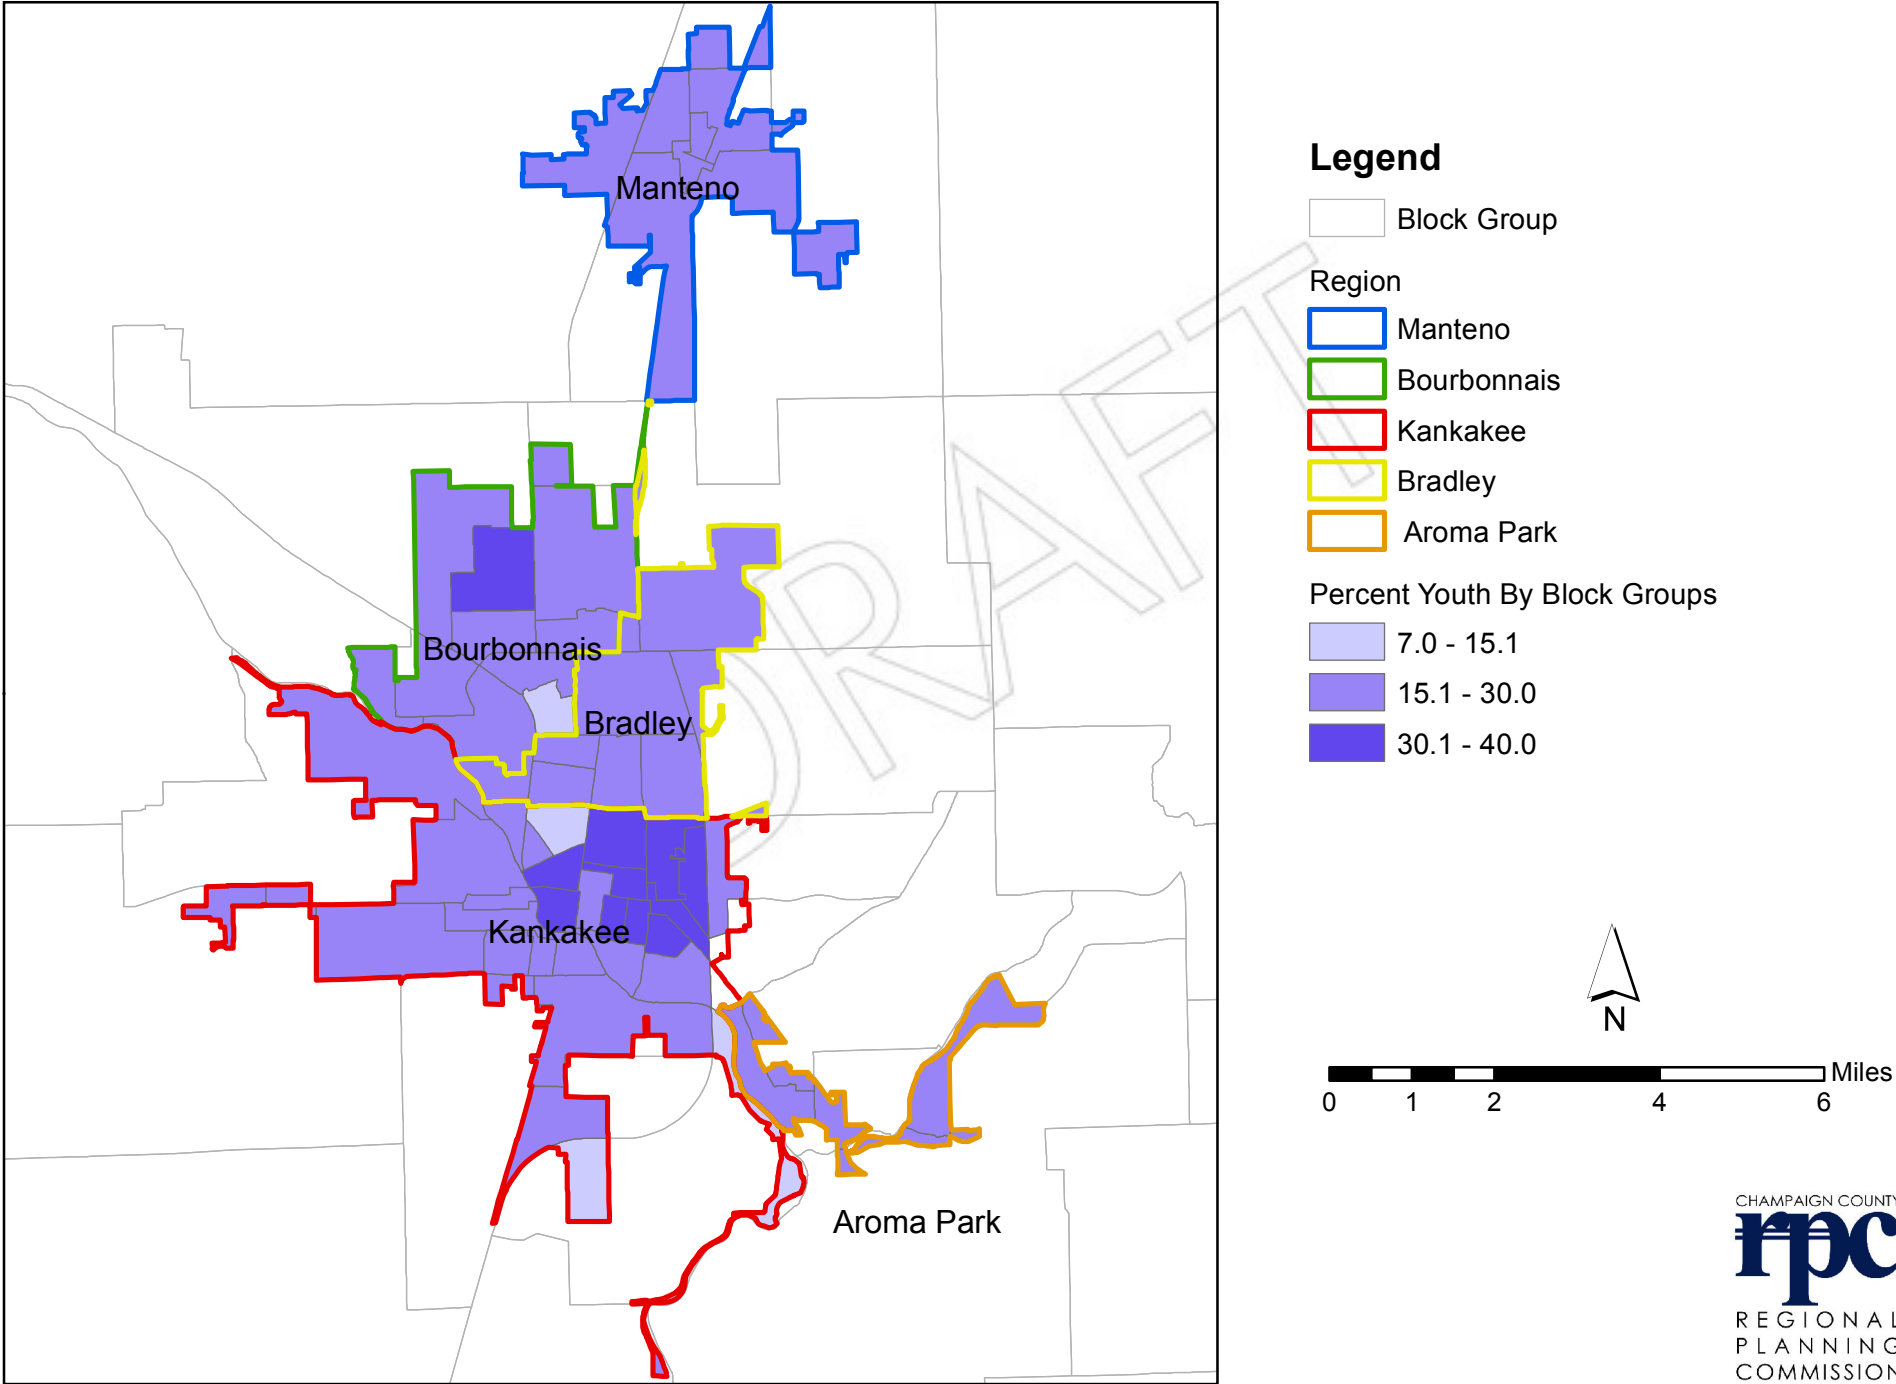 Manteno
Bourbonnais
Bradley
Kankakee
Aroma Park
DRAFT
Legend
Block Group
Region
Manteno
Bourbonnais
Kankakee
Bradley
Aroma Park
Percent Youth By Block Groups
7.0 - 15.1
15.1 - 30.0
30.1 - 40.0
N
Miles
0 1 2 4 6
CHAMPAIGN COUNTY
rpc
REGIONAL
PLANNING
COMMISSION